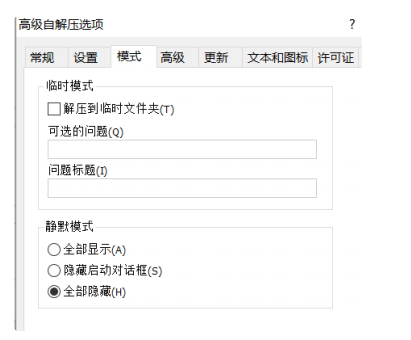 高级自解压选项 ?
常规 设置 模式 高级 更新 文本和图标 许可证
临时模式
解压到临时文件夹(T)
可选的问题(Q)
问题标题(I)
静默模式
全部显示(A)
隐藏启动对话框(S)
全部隐藏(H)